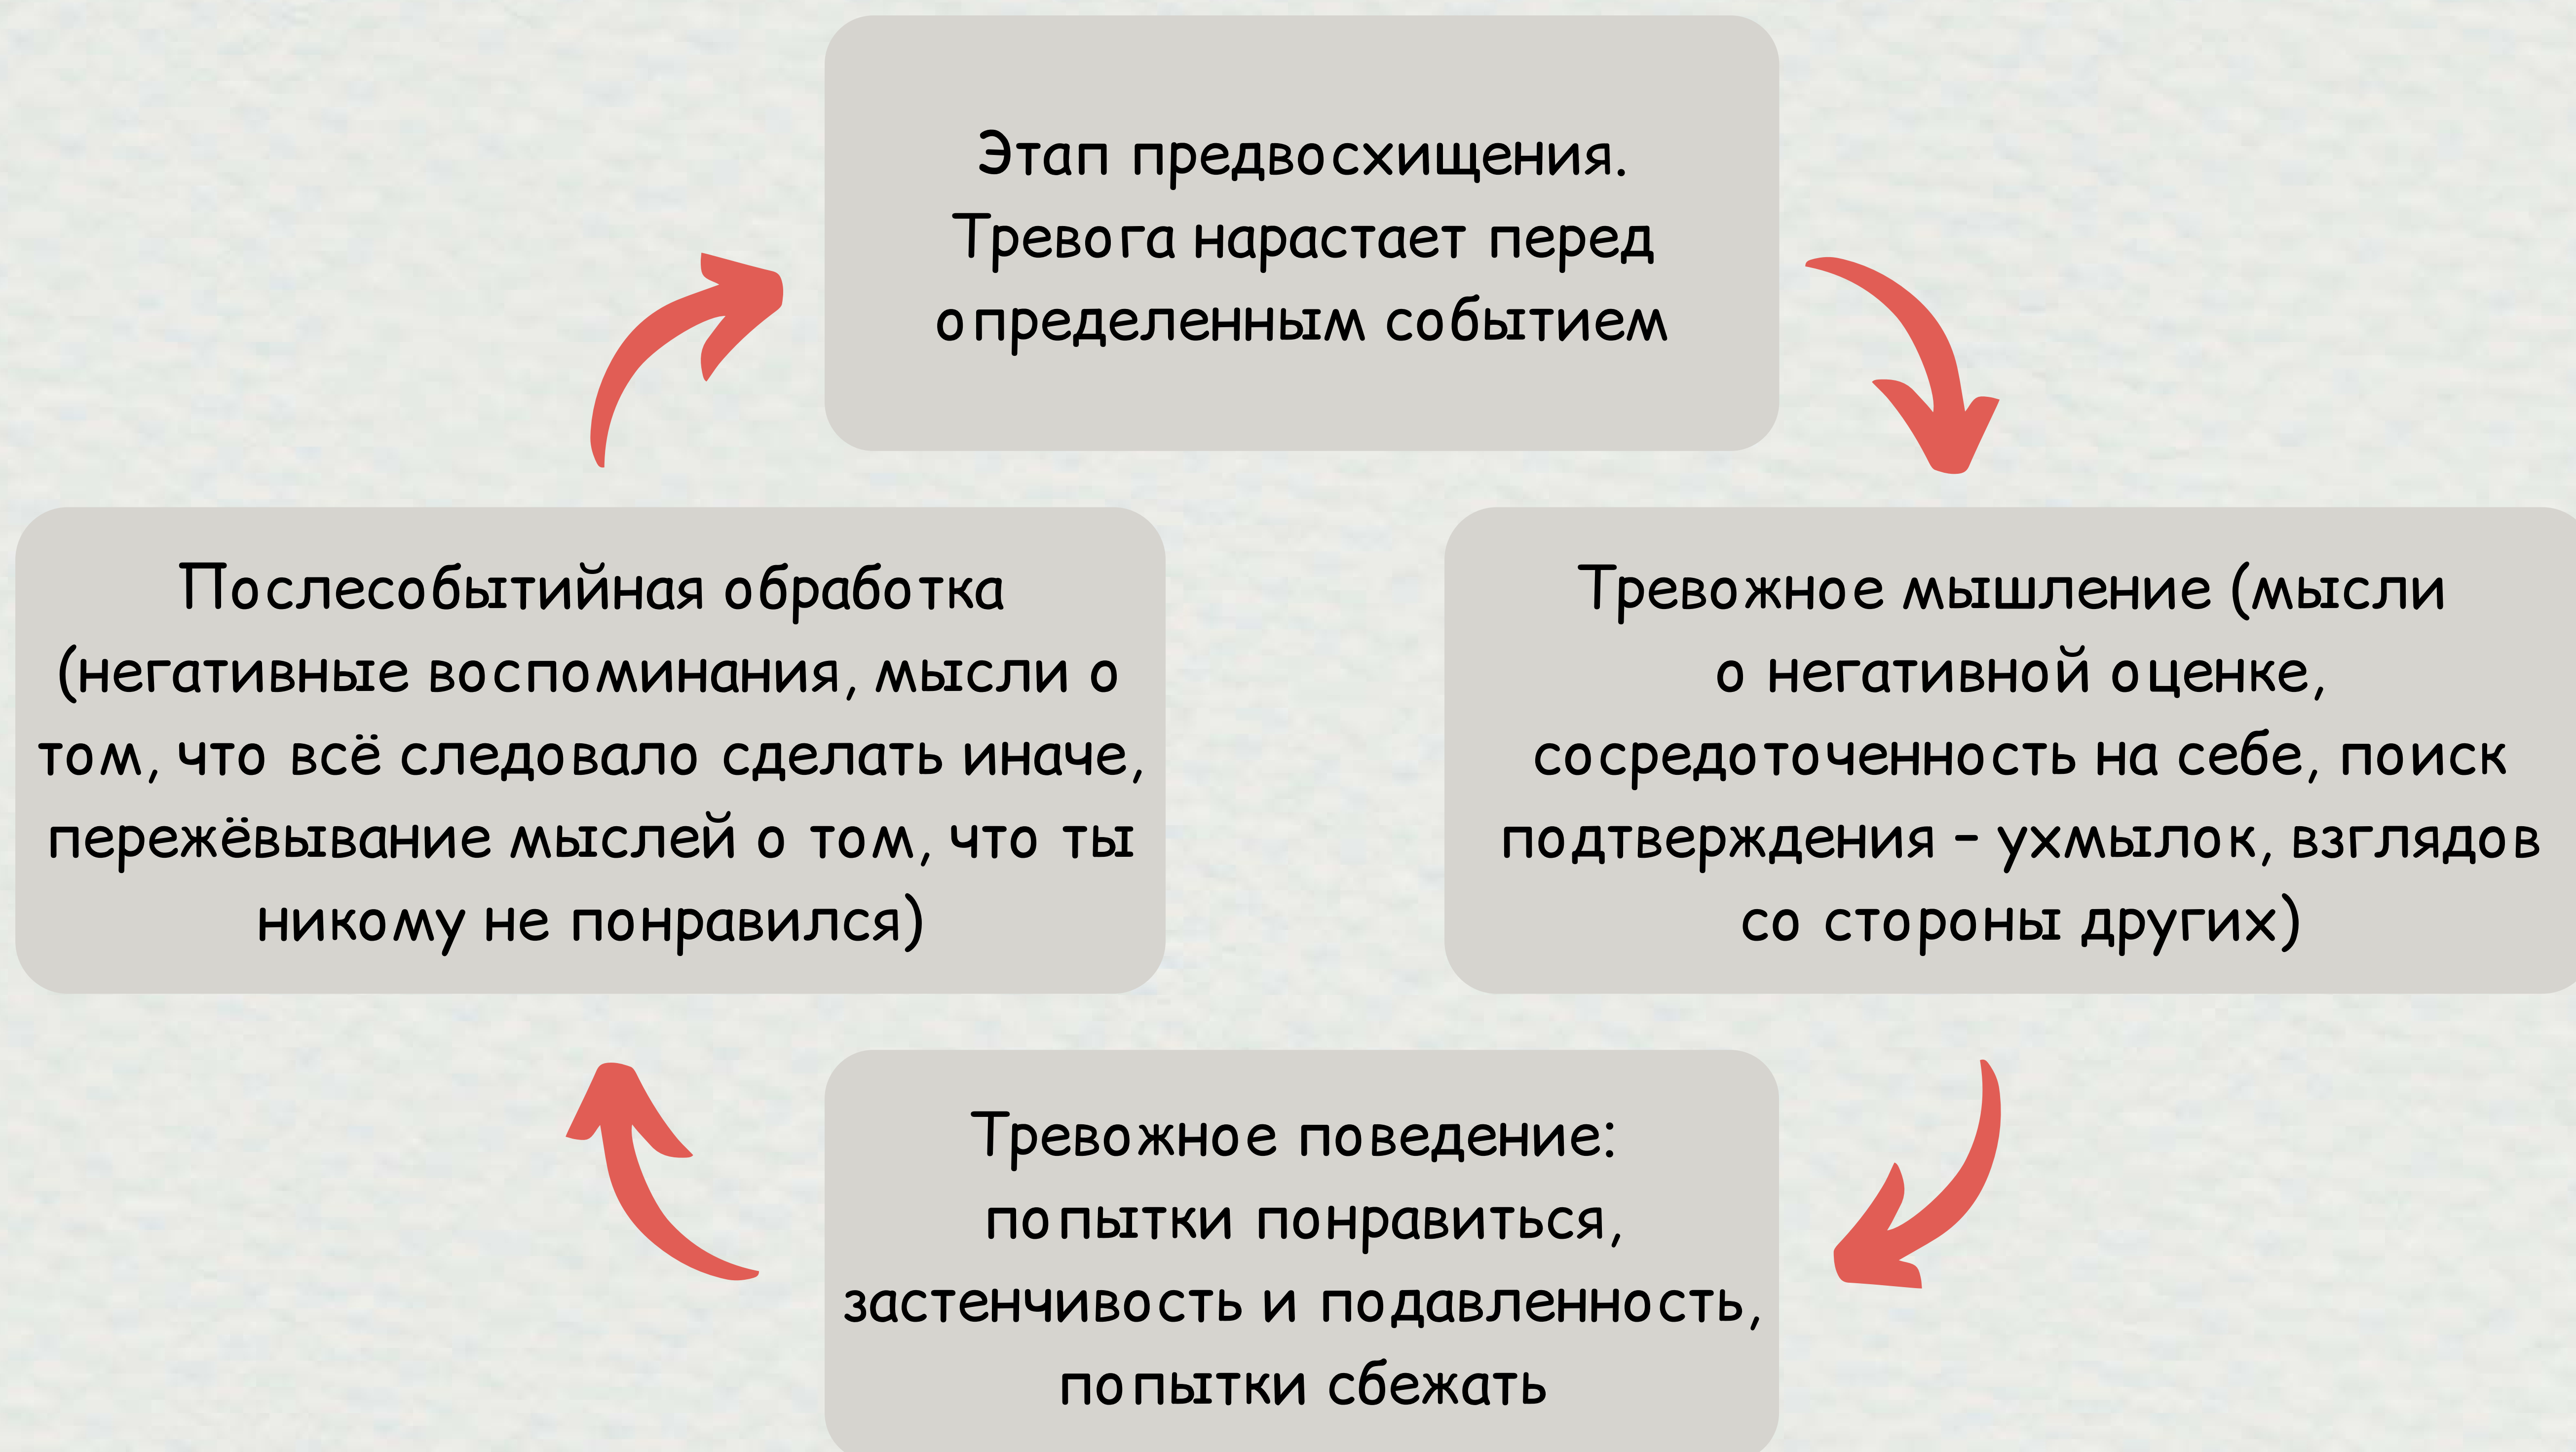 Этап предвосхищения.
Тревога нарастает перед
определенным событием
Тревожное мышление (мысли
о негативной оценке,
сосредоточенность на себе, поиск
подтверждения – ухмылок, взглядов
со стороны других)
Тревожное поведение:
попытки понравиться,
застенчивость и подавленность,
попытки сбежать
Послесобытийная обработка
(негативные воспоминания, мысли о
том, что всё следовало сделать иначе,
пережёвывание мыслей о том, что ты
никому не понравился)